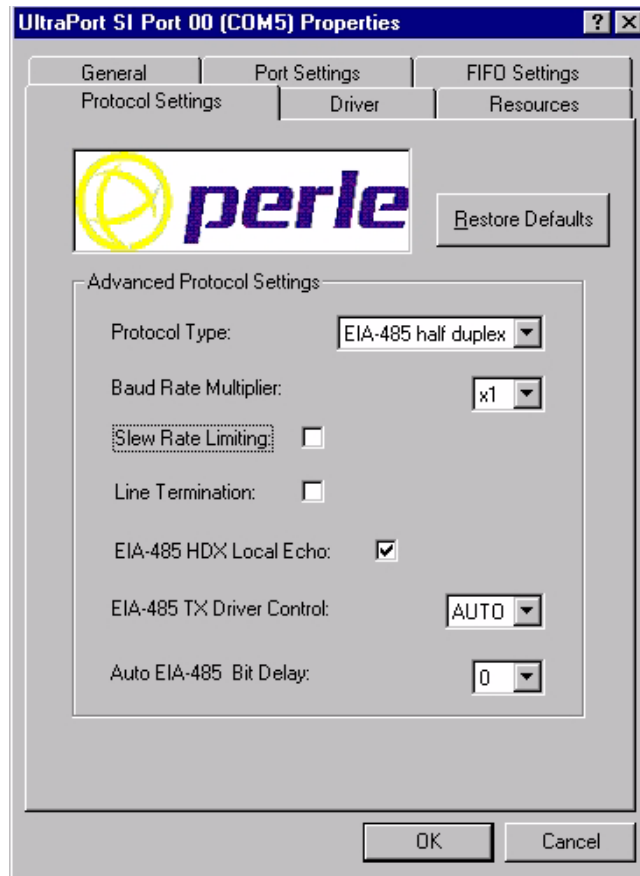 UltraPort SI Port 00 (COM5) Properties
General Port Settings FIFO Settings
Protocol Settings Driver Resources
perle
Restore Defaults
Advanced Protocol Settings
Protocol Type: EIA-485 half duplex
Baud Rate Multiplier: x1
Slew Rate Limiting:
Line Termination:
EIA-485 HDX Local Echo:
EIA-485 TX Driver Control: AUTO
Auto EIA-485 Bit Delay: 0
OK Cancel